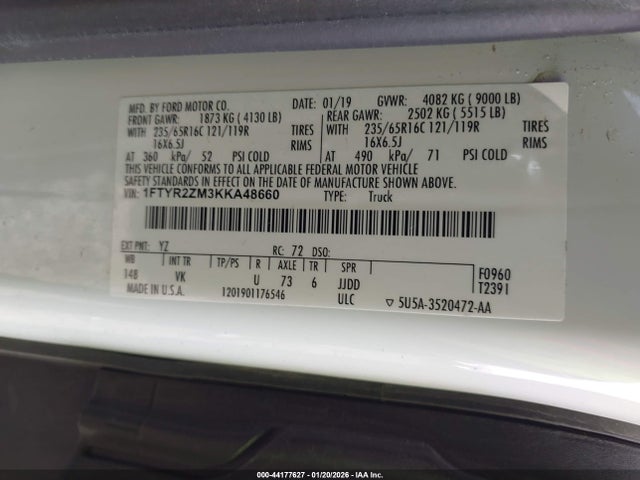 MFD. BY FORD MOTOR CO. DATE: 01/19 GVWR: 4082 KG ( 9000 LB)
FRONT GAWR: 1873 KG ( 4130 LB) REAR GAWR: 2502 KG ( 5515 LB)
WITH 235/65R16C 121/119R TIRES WITH 235/65R16C 121/119R TIRES
16X6.5J RIMS 16X6.5J RIMS
AT 360 kPa/ 52 PSI COLD AT 490 kPa/ 71 PSI COLD
THIS VEHICLE CONFORMS TO ALL APPLICABLE FEDERAL MOTOR VEHICLE
SAFETY AND THEFT PREVENTION STANDARDS IN EFFECT ON THE DATE OF MANUFACTURE SHOWN ABOVE.
VIN: 1FTYR2ZM3KKA48660 TYPE: Truck
EXT PNT: YZ RC: 72 DSO:
WB INT TR TP/PS R AXLE TR SPR F0960
148 VK U 73 6 JJDD T2391
MADE IN U.S.A. 1201901176546 ULC ▽ 5U5A-3520472-AA
000-44177627 - 01/20/2026 - IAA Inc.